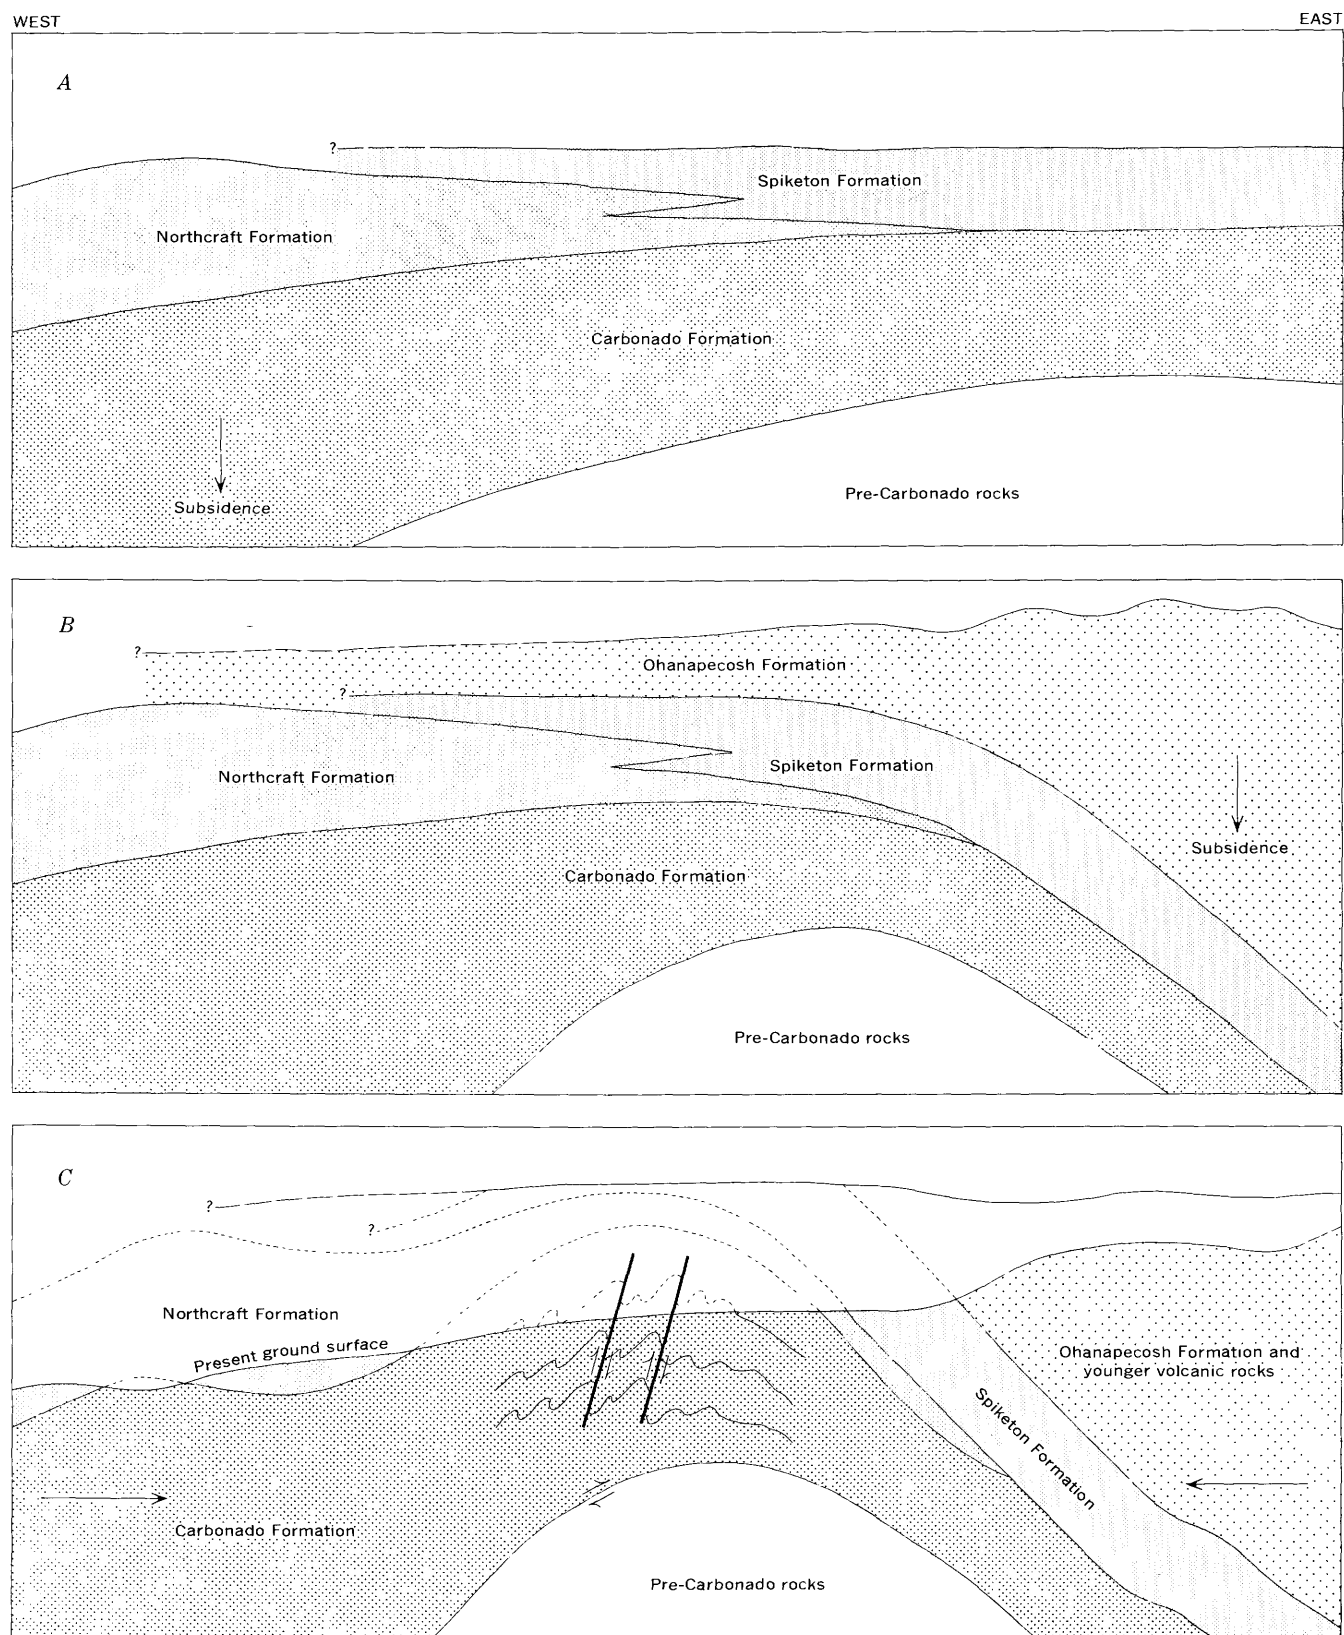 WEST
EAST
A
?
Spiketon Formation
Northcraft Formation
Carbonado Formation
Pre-Carbonado rocks
Subsidence
B
?
Ohanapecosh Formation
?
Spiketon Formation
Northcraft Formation
Subsidence
Carbonado Formation
Pre-Carbonado rocks
C
?
?
Northcraft Formation
Present ground surface
Ohanapecosh Formation and
younger volcanic rocks
Spiketon Formation
Carbonado Formation
Pre-Carbonado rocks